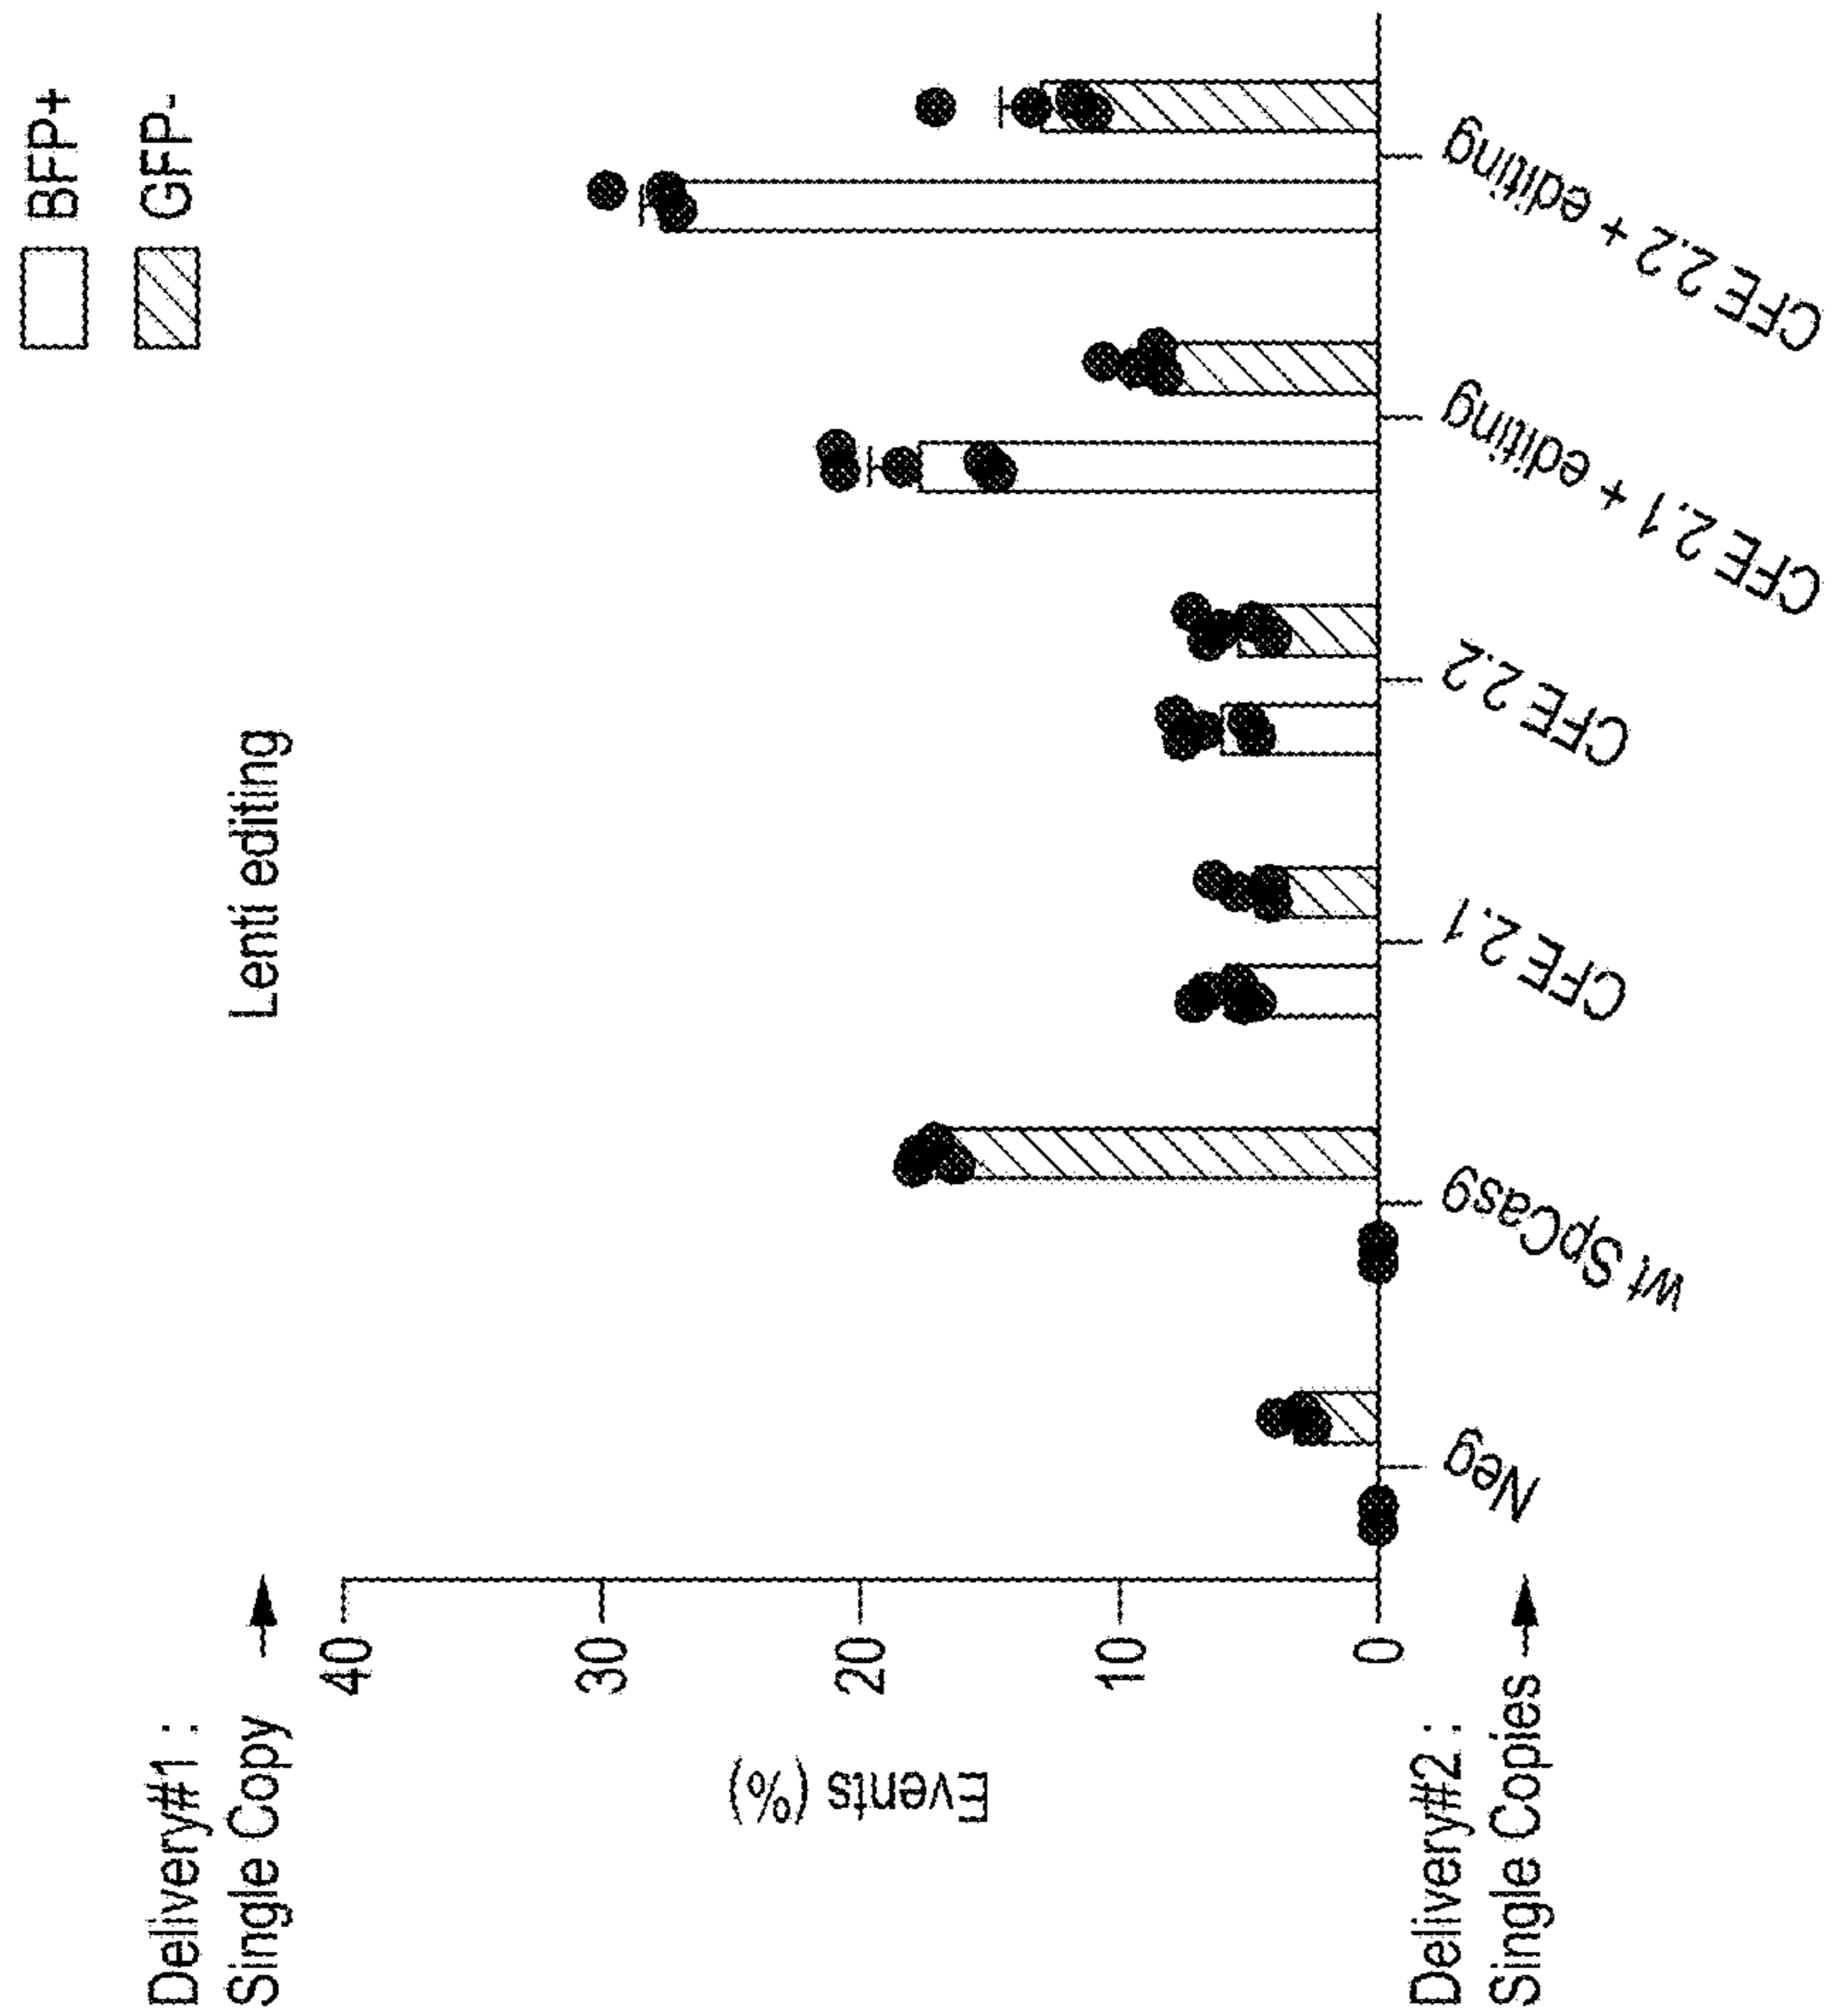 Lenti editing
BFP+
GFP-
Delivery#1 :
Single Copy
Events (%)
40
30
20
10
0
Delivery#2 :
Single Copies
Neg
wt SpCas9
CFE 2.1
CFE 2.2
CFE 2.1 + editing
CFE 2.2 + editing